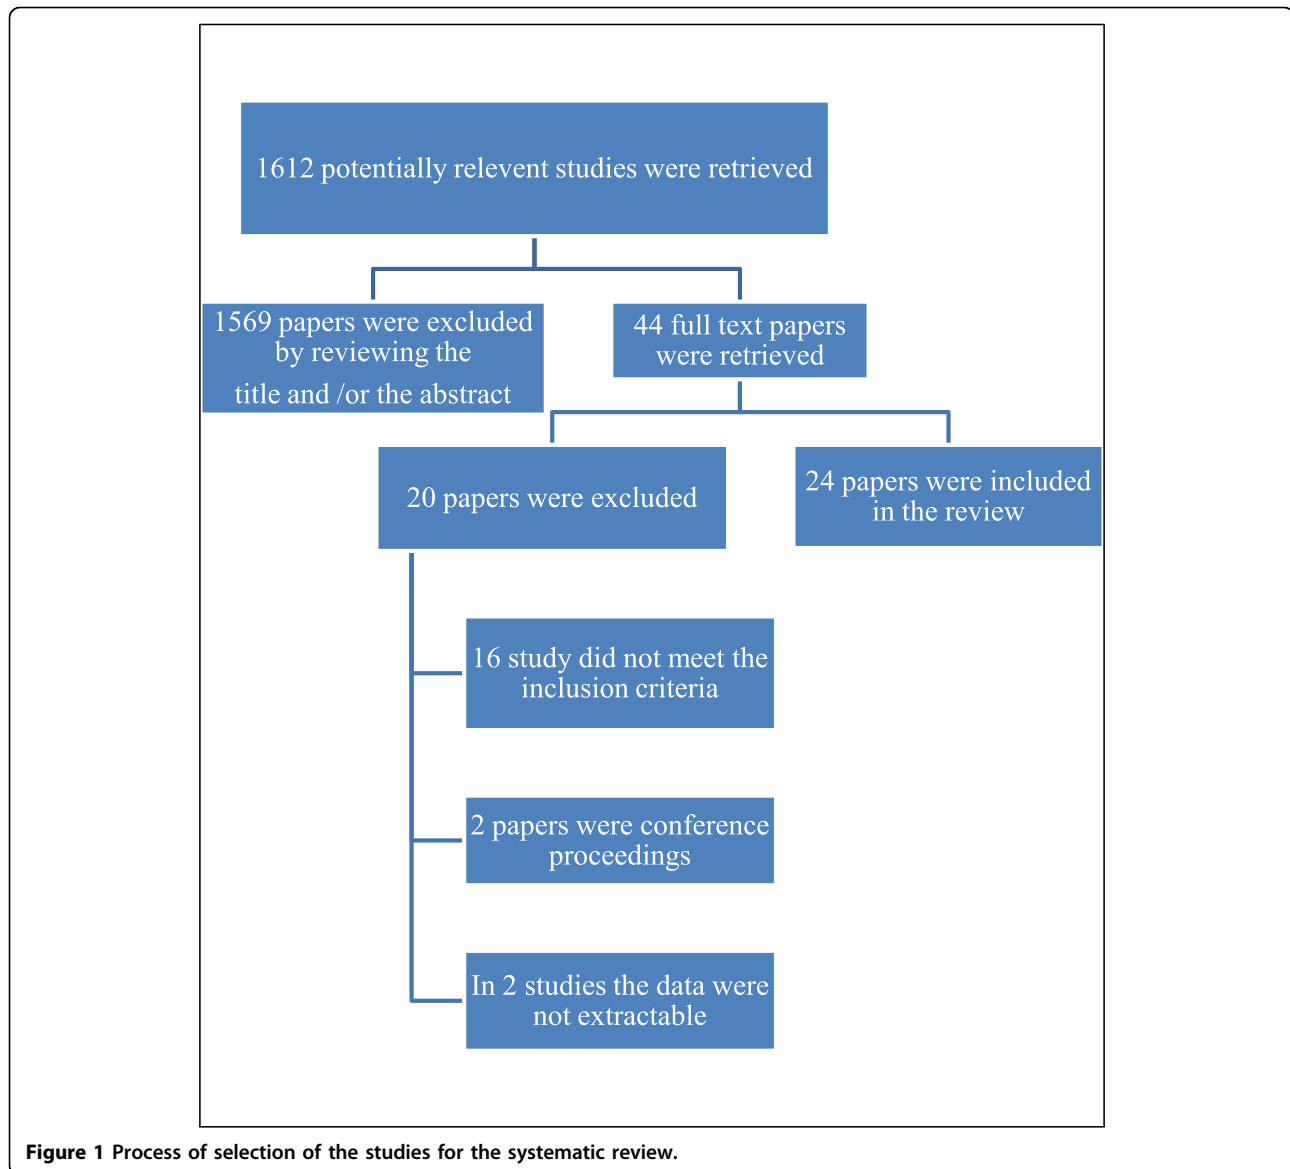 1612 potentially relevent studies were retrieved
1569 papers were excluded
by reviewing the
title and /or the abstract
44 full text papers
were retrieved
20 papers were excluded
24 papers were included
in the review
16 study did not meet the
inclusion criteria
2 papers were conference
proceedings
In 2 studies the data were
not extractable
Figure 1 Process of selection of the studies for the systematic review.